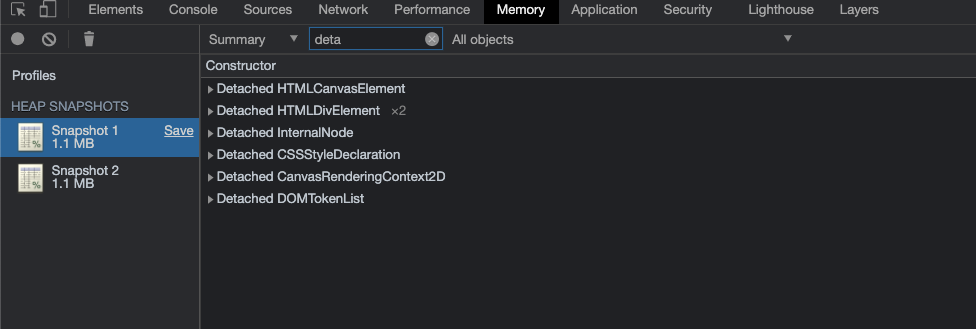 Elements Console Sources Network Performance Memory Application Security Lighthouse Layers
Summary ▼ deta All objects ▼
Profiles
HEAP SNAPSHOTS
Snapshot 1 Save
1.1 MB
Snapshot 2
1.1 MB
Constructor
Detached HTMLCanvasElement
Detached HTMLDivElement ×2
Detached InternalNode
Detached CSSStyleDeclaration
Detached CanvasRenderingContext2D
Detached DOMTokenList